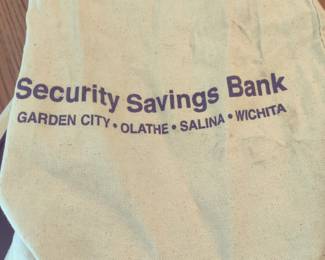 Security Savings Bank
GARDEN CITY • OLATHE • SALINA • WICHITA